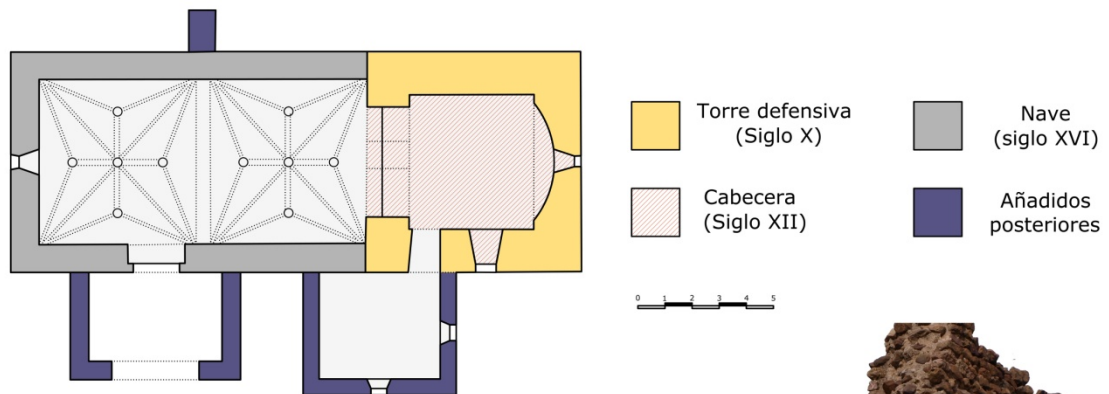 Torre defensiva
(Siglo X)
Nave
(siglo XVI)
Cabecera
(Siglo XII)
Añadidos
posteriores
0 1 2 3 4 5